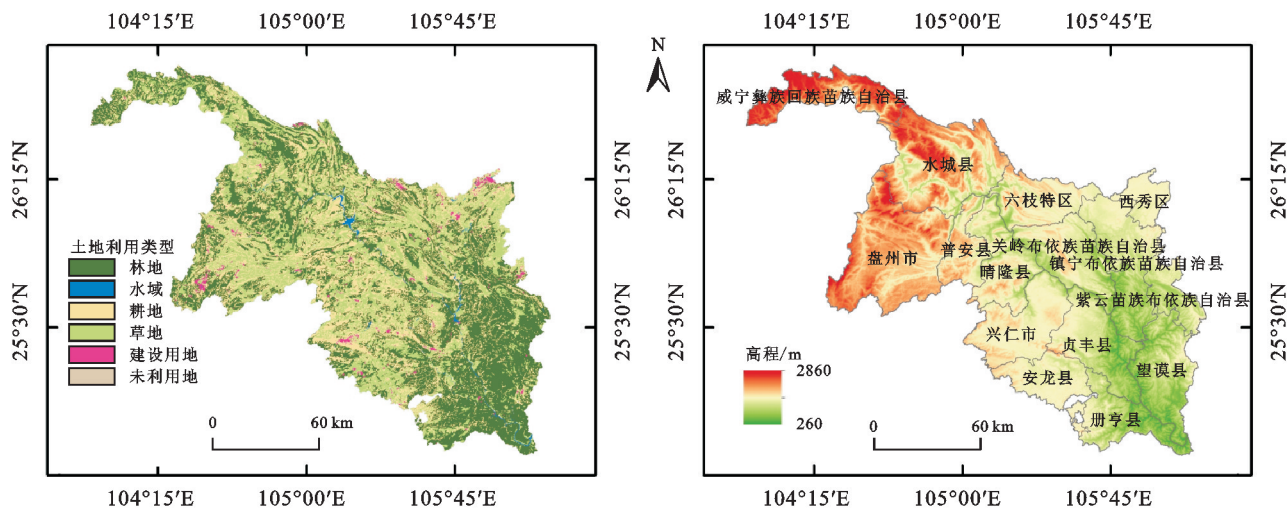 104°15′E 105°00′E 105°45′E
26°15′N
25°30′N
土地利用类型
林地
水域
耕地
草地
建设用地
未利用地
0 60 km
104°15′E 105°00′E 105°45′E
N
104°15′E 105°00′E 105°45′E
26°15′N
25°30′N
威宁彝族回族苗族自治县
水城县
六枝特区
西秀区
普安县
关岭布依族苗族自治县
盘州市
晴隆县
镇宁布依族苗族自治县
紫云苗族布依族自治县
兴仁市
贞丰县
望谟县
安龙县
册亨县
高程/m
2860
260
0 60 km
26°15′N
25°30′N
104°15′E 105°00′E 105°45′E